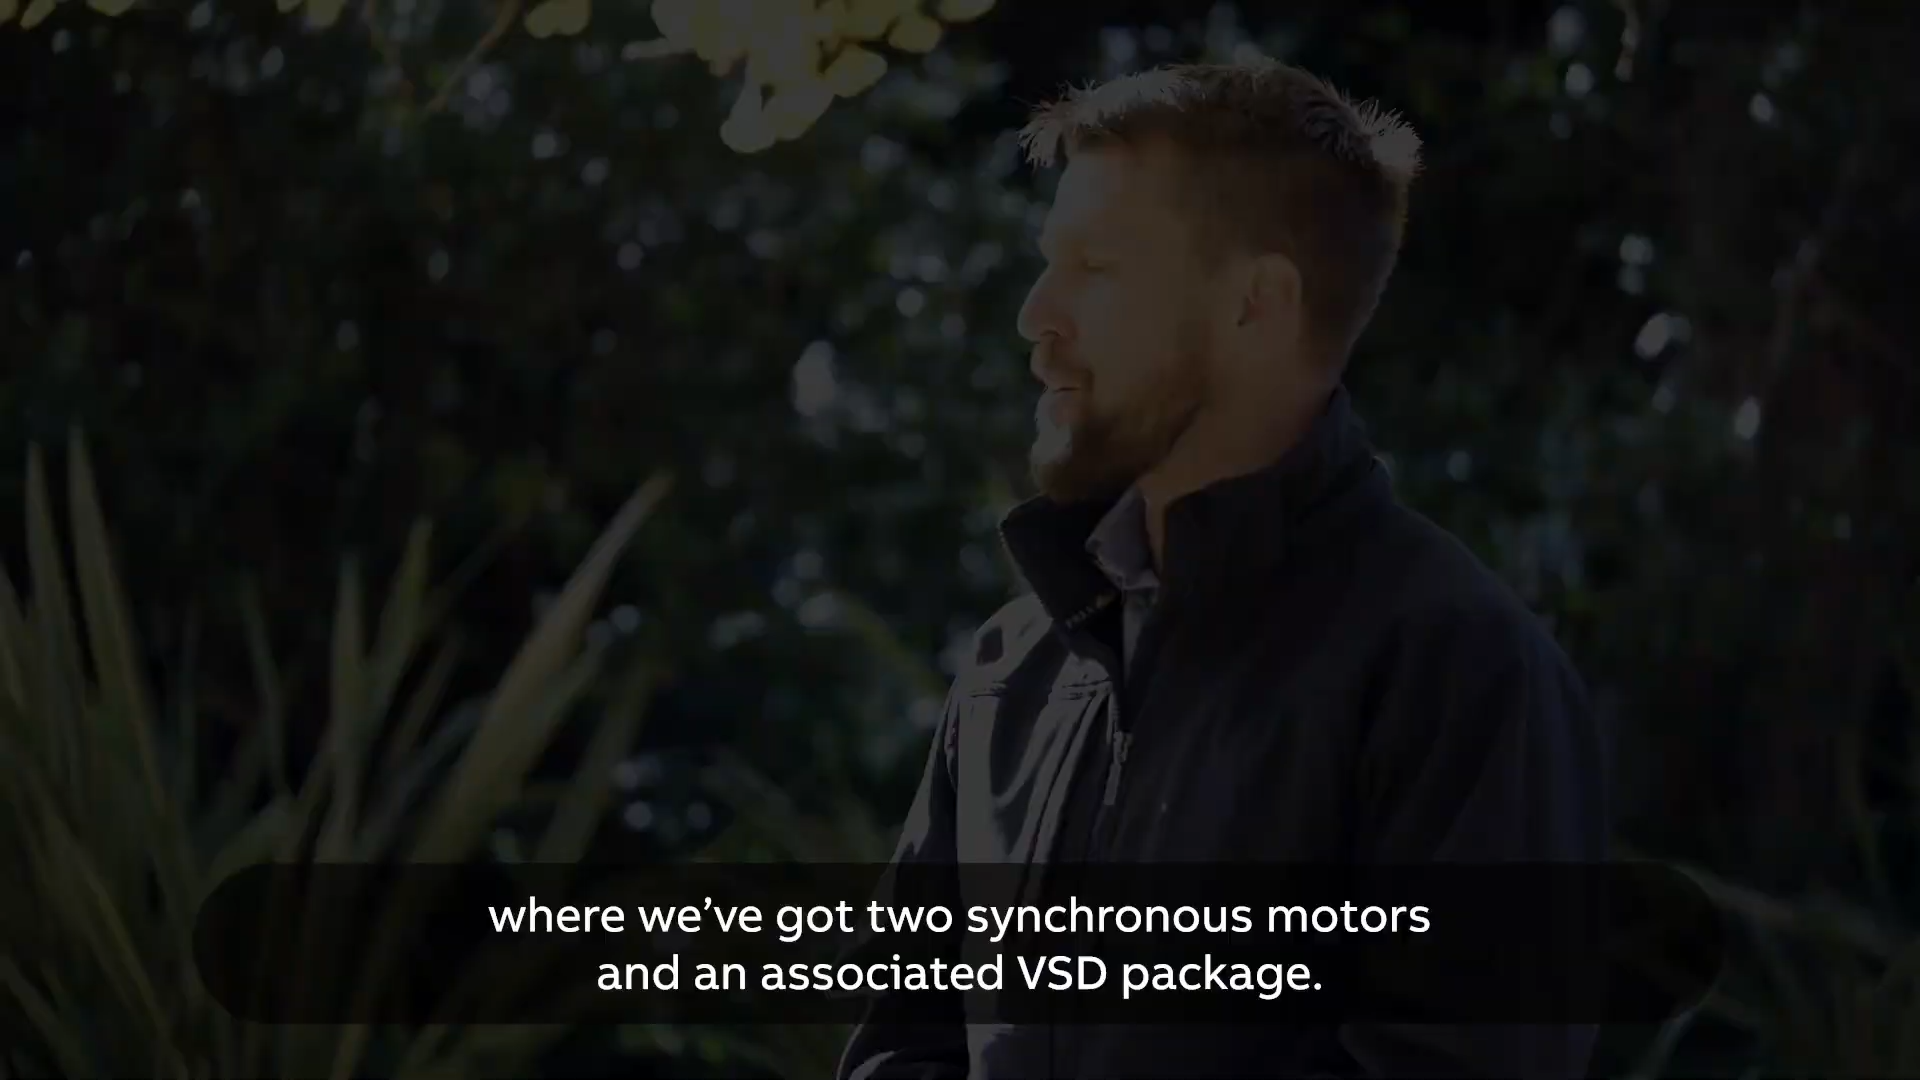 where we’ve got two synchronous motors
and an associated VSD package.